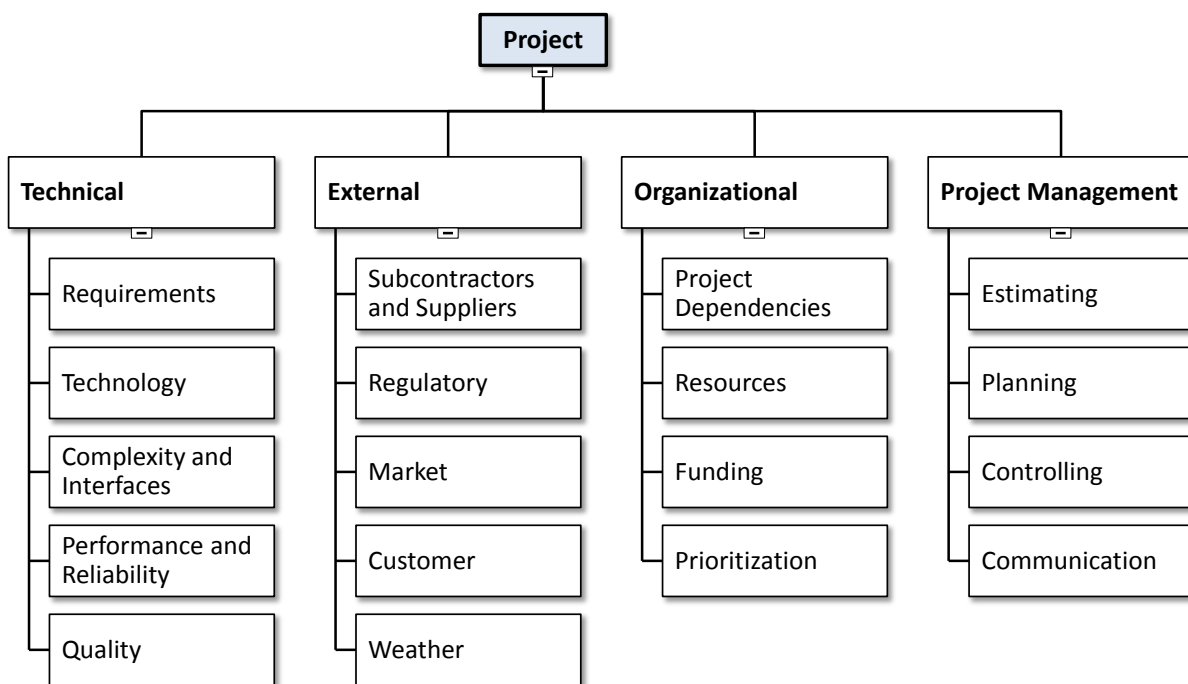 Project
Technical
External
Organizational
Project Management
Requirements
Technology
Complexity and
Interfaces
Performance and
Reliability
Quality
Subcontractors
and Suppliers
Regulatory
Market
Customer
Weather
Project
Dependencies
Resources
Funding
Prioritization
Estimating
Planning
Controlling
Communication